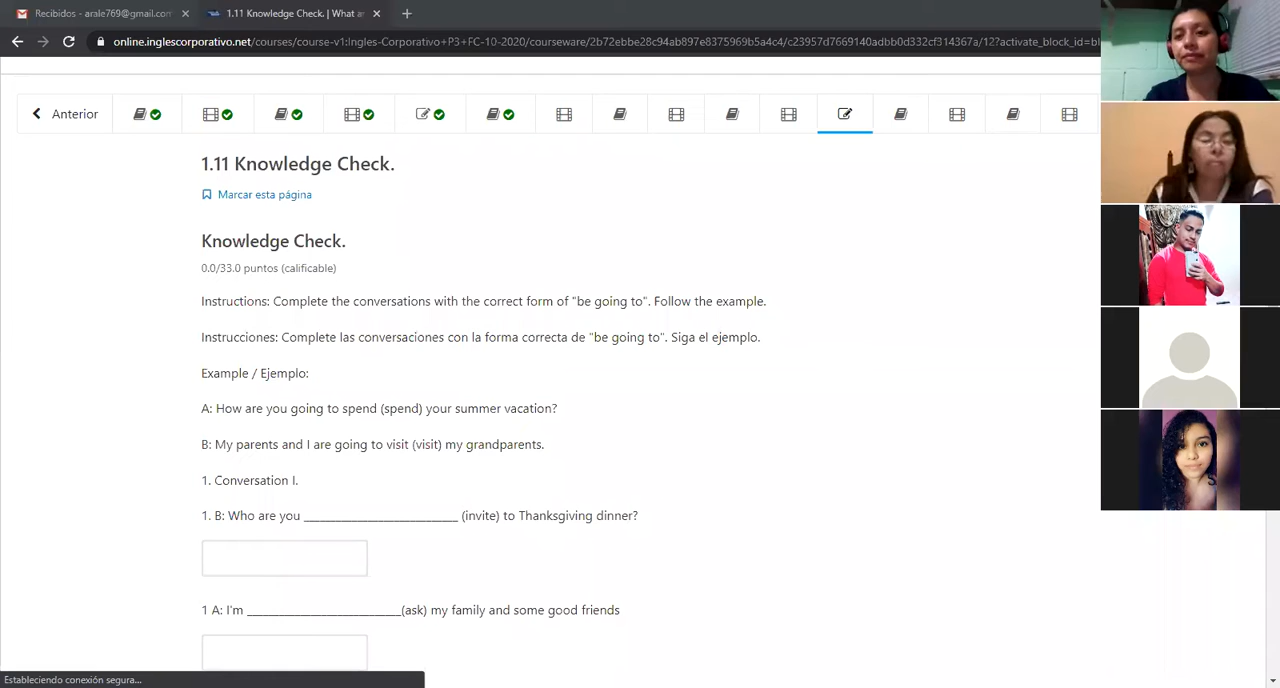 Recibidos - arale769@gmail.com
1.11 Knowledge Check. | What ar
online.inglescorporativo.net/courses/course-v1:Ingles-Corporativo+P3+FC-10-2020/courseware/2b72ebbe28c94ab897e8375969b5a4c4/c23957d7669140adbb0d332cf314367a/12?activate_block_id=bl
Anterior
1.11 Knowledge Check.
Marcar esta página
Knowledge Check.
0.0/33.0 puntos (calificable)
Instructions: Complete the conversations with the correct form of "be going to". Follow the example.
Instrucciones: Complete las conversaciones con la forma correcta de "be going to". Siga el ejemplo.
Example / Ejemplo:
A: How are you going to spend (spend) your summer vacation?
B: My parents and I are going to visit (visit) my grandparents.
1. Conversation I.
1. B: Who are you ______________________ (invite) to Thanksgiving dinner?
1 A: I'm ______________________(ask) my family and some good friends
Estableciendo conexión segura...